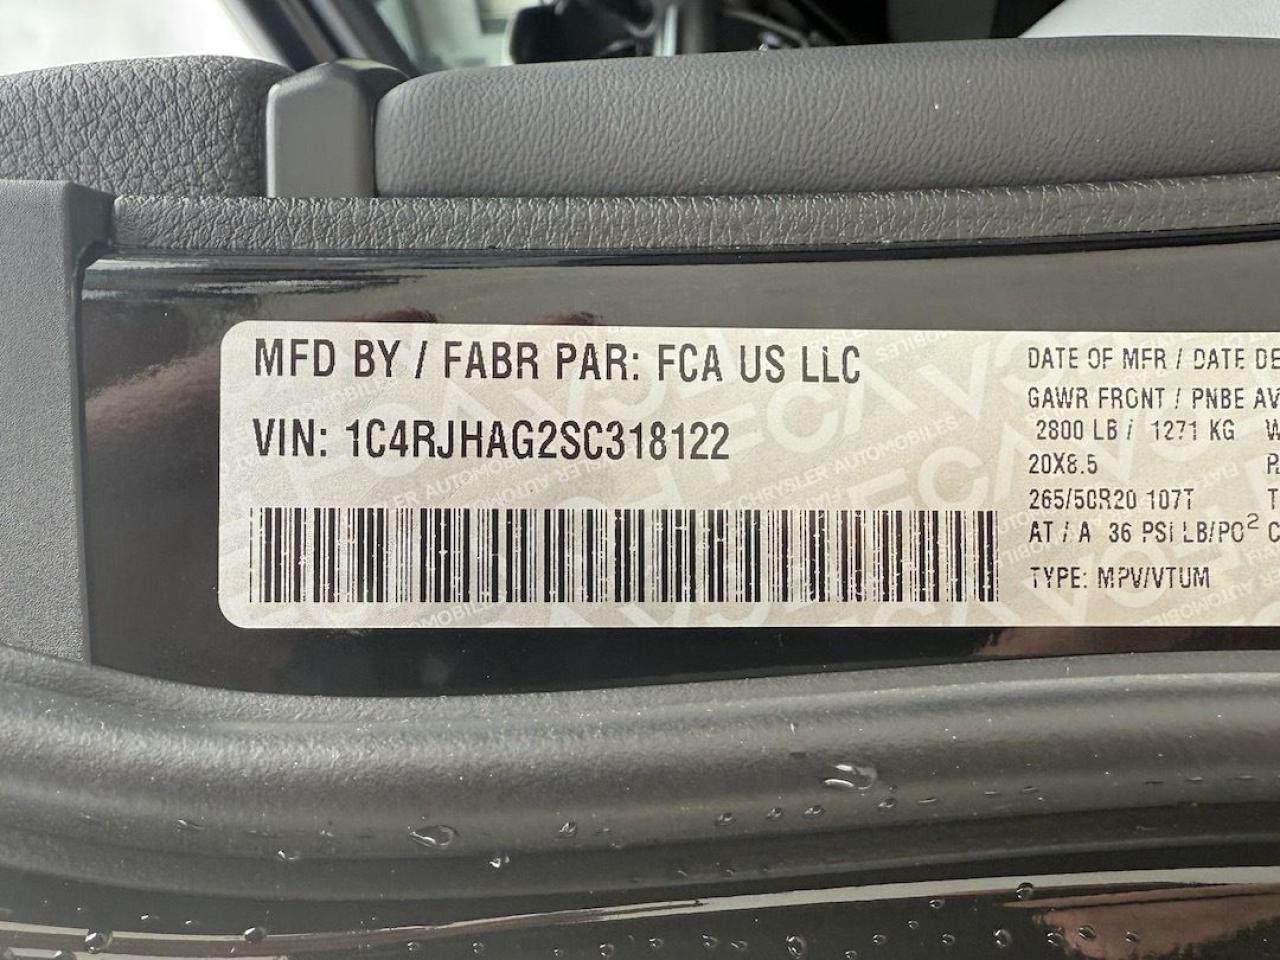 MFD BY / FABR PAR: FCA US LLC
VIN: 1C4RJHAG2SC318122
DATE OF MFR / DATE DE
GAWR FRONT / PNBE AV
2800 LB / 1271 KG W
20X8.5 R
265/50R20 107T T
AT / A 36 PSI LB/PO² C
TYPE: MPV/VTUM